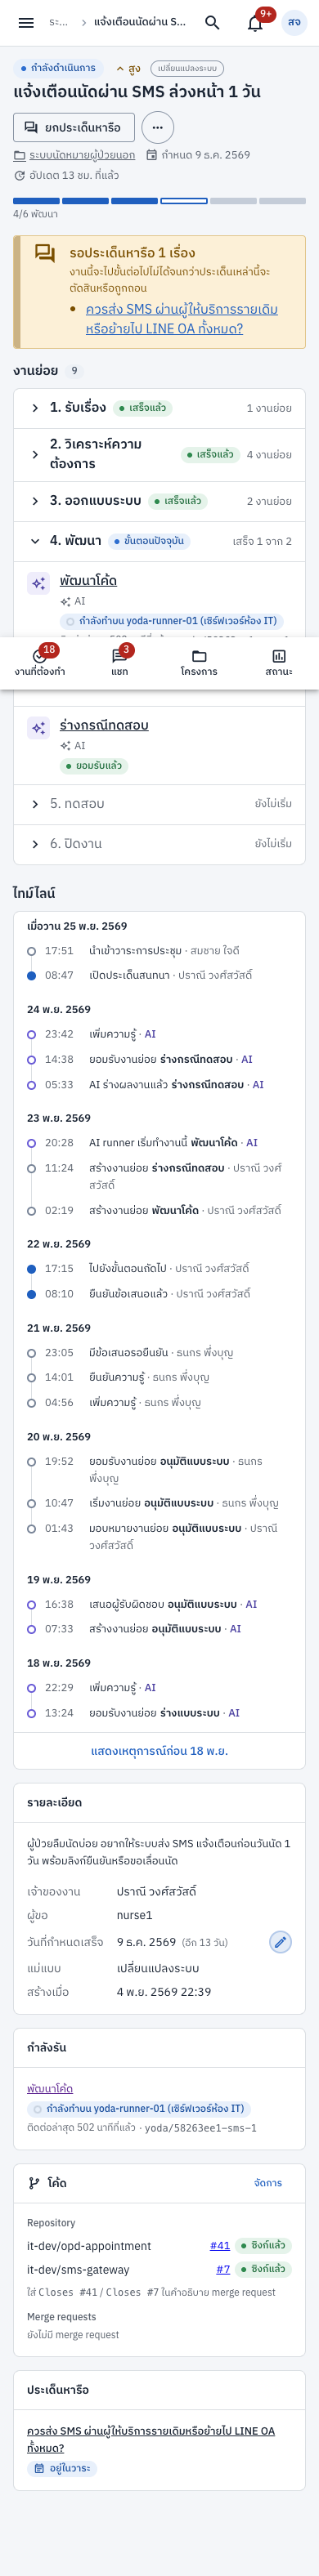 ระ...
แจ้งเตือนนัดผ่าน S...
9+
สจ
กำลังดำเนินการ
สูง
เปลี่ยนแปลงระบบ
แจ้งเตือนนัดผ่าน SMS ล่วงหน้า 1 วัน
ยกประเด็นหารือ
ระบบนัดหมายผู้ป่วยนอก
กำหนด 9 ธ.ค. 2569
อัปเดต 13 ชม. ที่แล้ว
4/6 พัฒนา
รอประเด็นหารือ 1 เรื่อง
งานนี้จะไปขั้นต่อไปไม่ได้จนกว่าประเด็นเหล่านี้จะ
ตัดสินหรือถูกถอน
ควรส่ง SMS ผ่านผู้ให้บริการรายเดิม
หรือย้ายไป LINE OA ทั้งหมด?
งานย่อย 9
1. รับเรื่อง เสร็จแล้ว 1 งานย่อย
2. วิเคราะห์ความ
ต้องการ เสร็จแล้ว 4 งานย่อย
3. ออกแบบระบบ เสร็จแล้ว 2 งานย่อย
4. พัฒนา ขั้นตอนปัจจุบัน เสร็จ 1 จาก 2
พัฒนาโค้ด
AI
กำลังทำบน yoda-runner-01 (เซิร์ฟเวอร์ห้อง IT)
18
3
งานที่ต้องทำ แชท โครงการ สถานะ
ร่างกรณีทดสอบ
AI
ยอมรับแล้ว
5. ทดสอบ ยังไม่เริ่ม
6. ปิดงาน ยังไม่เริ่ม
ไทม์ไลน์
เมื่อวาน 25 พ.ย. 2569
17:51 นำเข้าวาระการประชุม · สมชาย ใจดี
08:47 เปิดประเด็นสนทนา · ปราณี วงศ์สวัสดิ์
24 พ.ย. 2569
23:42 เพิ่มความรู้ · AI
14:38 ยอมรับงานย่อย ร่างกรณีทดสอบ · AI
05:33 AI ร่างผลงานแล้ว ร่างกรณีทดสอบ · AI
23 พ.ย. 2569
20:28 AI runner เริ่มทำงานนี้ พัฒนาโค้ด · AI
11:24 สร้างงานย่อย ร่างกรณีทดสอบ · ปราณี วงศ์
สวัสดิ์
02:19 สร้างงานย่อย พัฒนาโค้ด · ปราณี วงศ์สวัสดิ์
22 พ.ย. 2569
17:15 ไปยังขั้นตอนถัดไป · ปราณี วงศ์สวัสดิ์
08:10 ยืนยันข้อเสนอแล้ว · ปราณี วงศ์สวัสดิ์
21 พ.ย. 2569
23:05 มีข้อเสนอรอยืนยัน · ธนกร พึ่งบุญ
14:01 ยืนยันความรู้ · ธนกร พึ่งบุญ
04:56 เพิ่มความรู้ · ธนกร พึ่งบุญ
20 พ.ย. 2569
19:52 ยอมรับงานย่อย อนุมัติแบบระบบ · ธนกร
พึ่งบุญ
10:47 เริ่มงานย่อย อนุมัติแบบระบบ · ธนกร พึ่งบุญ
01:43 มอบหมายงานย่อย อนุมัติแบบระบบ · ปราณี
วงศ์สวัสดิ์
19 พ.ย. 2569
16:38 เสนอผู้รับผิดชอบ อนุมัติแบบระบบ · AI
07:33 สร้างงานย่อย อนุมัติแบบระบบ · AI
18 พ.ย. 2569
22:29 เพิ่มความรู้ · AI
13:24 ยอมรับงานย่อย ร่างแบบระบบ · AI
แสดงเหตุการณ์ก่อน 18 พ.ย.
รายละเอียด
ผู้ป่วยลืมนัดบ่อย อยากให้ระบบส่ง SMS แจ้งเตือนก่อนวันนัด 1
วัน พร้อมลิงก์ยืนยันหรือขอเลื่อนนัด
เจ้าของงาน ปราณี วงศ์สวัสดิ์
ผู้ขอ nurse1
วันที่กำหนดเสร็จ 9 ธ.ค. 2569 (อีก 13 วัน)
แม่แบบ เปลี่ยนแปลงระบบ
สร้างเมื่อ 4 พ.ย. 2569 22:39
กำลังรัน
พัฒนาโค้ด
กำลังทำบน yoda-runner-01 (เซิร์ฟเวอร์ห้อง IT)
ติดต่อล่าสุด 502 นาทีที่แล้ว · yoda/58263ee1-sms-1
โค้ด จัดการ
Repository
it-dev/opd-appointment #41 ซิงก์แล้ว
it-dev/sms-gateway #7 ซิงก์แล้ว
ใส่ Closes #41 / Closes #7 ในคำอธิบาย merge request
Merge requests
ยังไม่มี merge request
ประเด็นหารือ
ควรส่ง SMS ผ่านผู้ให้บริการรายเดิมหรือย้ายไป LINE OA
ทั้งหมด?
อยู่ในวาระ